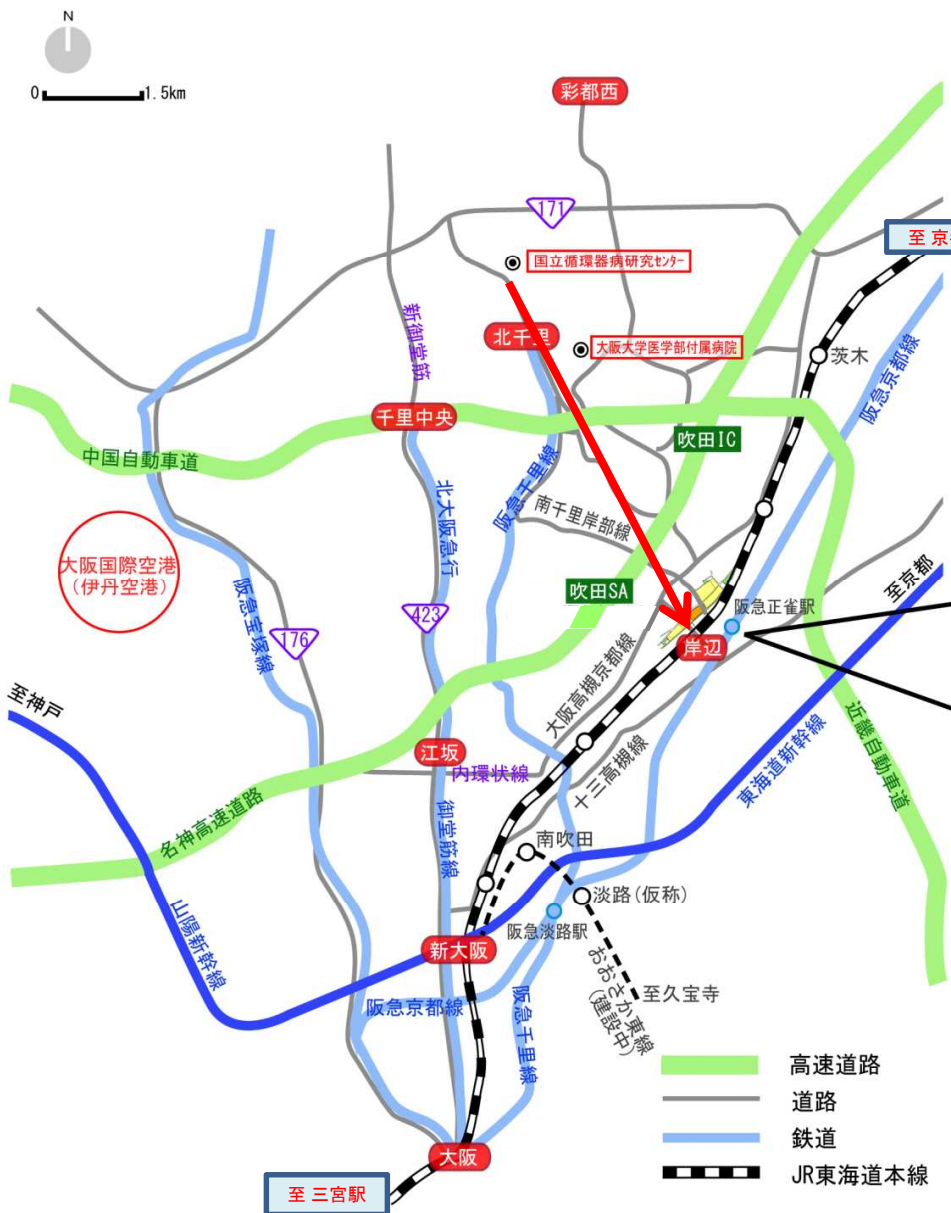 N
0 1.5km
彩都西
171
至 京
国立循環器病研究センター
新御堂筋
北千里
大阪大学医学部付属病院
茨木
阪急京都線
千里中央
吹田IC
中国自動車道
北大阪急行
阪急千里線
南千里岸部線
大阪国際空港
(伊丹空港)
吹田SA
至京都
阪急正雀駅
阪急宝塚線
176
423
岸辺
大阪高槻京都線
至神戸
江坂
内環状線
十三高槻線
東海道新幹線
近畿自動車道
名神高速道路
御堂筋線
南吹田
淡路(仮称)
阪急淡路駅
新大阪
山陽新幹線
至久宝寺
おおさか東線
(建設中)
阪急京都線
阪急千里線
高速道路
道路
鉄道
JR東海道本線
大阪
至 三宮駅